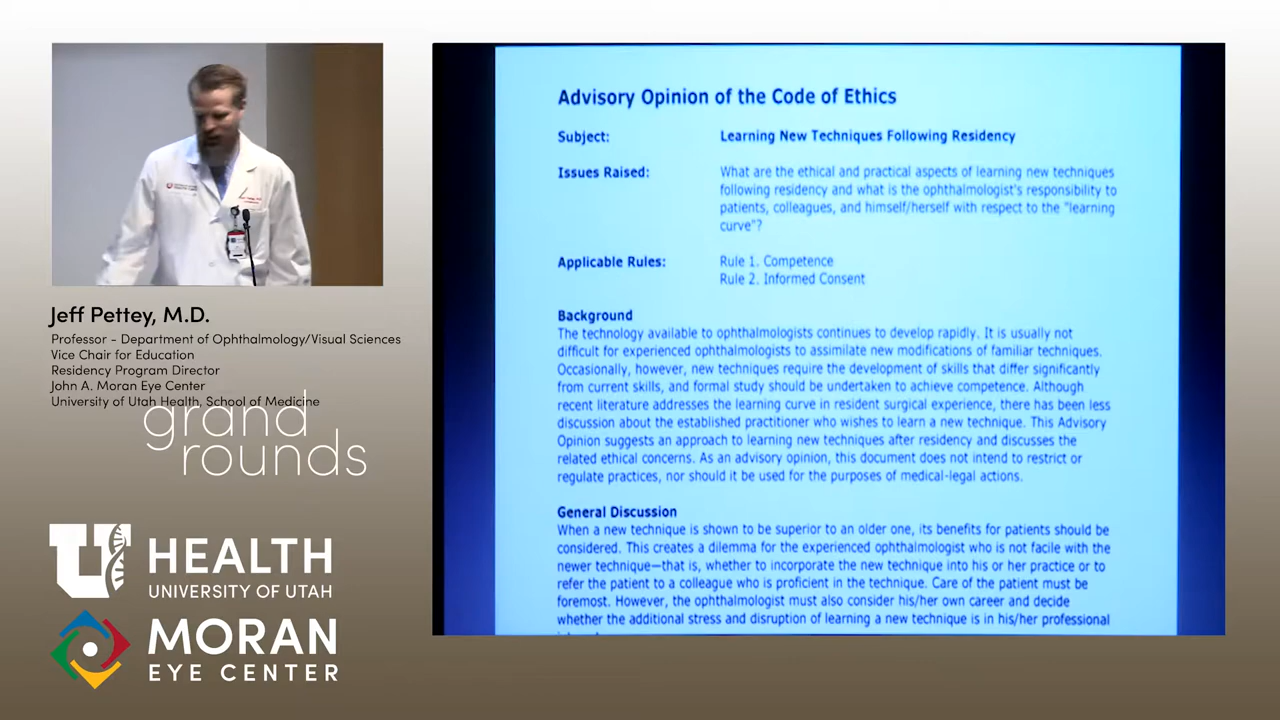 Jeff Pettey, M.D.
Professor - Department of Ophthalmology/Visual Sciences
Vice Chair for Education
Residency Program Director
John A. Moran Eye Center
University of Utah Health, School of Medicine
grand
rounds
U
HEALTH
UNIVERSITY OF UTAH
MORAN
EYE CENTER
Advisory Opinion of the Code of Ethics
Subject: Learning New Techniques Following Residency
Issues Raised: What are the ethical and practical aspects of learning new techniques
following residency and what is the ophthalmologist's responsibility to
patients, colleagues, and himself/herself with respect to the "learning
curve"?
Applicable Rules: Rule 1. Competence
Rule 2. Informed Consent
Background
The technology available to ophthalmologists continues to develop rapidly. It is usually not
difficult for experienced ophthalmologists to assimilate new modifications of familiar techniques.
Occasionally, however, new techniques require the development of skills that differ significantly
from current skills, and formal study should be undertaken to achieve competence. Although
recent literature addresses the learning curve in resident surgical experience, there has been less
discussion about the established practitioner who wishes to learn a new technique. This Advisory
Opinion suggests an approach to learning new techniques after residency and discusses the
related ethical concerns. As an advisory opinion, this document does not intend to restrict or
regulate practices, nor should it be used for the purposes of medical-legal actions.
General Discussion
When a new technique is shown to be superior to an older one, its benefits for patients should be
considered. This creates a dilemma for the experienced ophthalmologist who is not facile with the
newer technique—that is, whether to incorporate the new technique into his or her practice or to
refer the patient to a colleague who is proficient in the technique. Care of the patient must be
foremost. However, the ophthalmologist must also consider his/her own career and decide
whether the additional stress and disruption of learning a new technique is in his/her professional